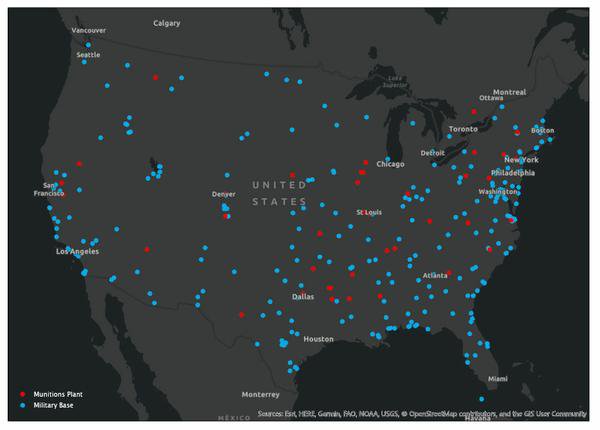 Calgary
Vancouver
Seattle
Lake
Superior
Montreal
Ottawa
Toronto
Boston
Detroit
Chicago
New York
Philadelphia
San
Francisco
Denver
UNITED
STATES
Washington
St Louis
Los Angeles
Atlanta
Dallas
Houston
Miami
Monterrey
Munitions Plant
Military Base
MÉXICO
Havana
Sources: Esri, HERE, Garmin, FAO, NOAA, USGS, © OpenStreetMap contributors, and the GIS User Community